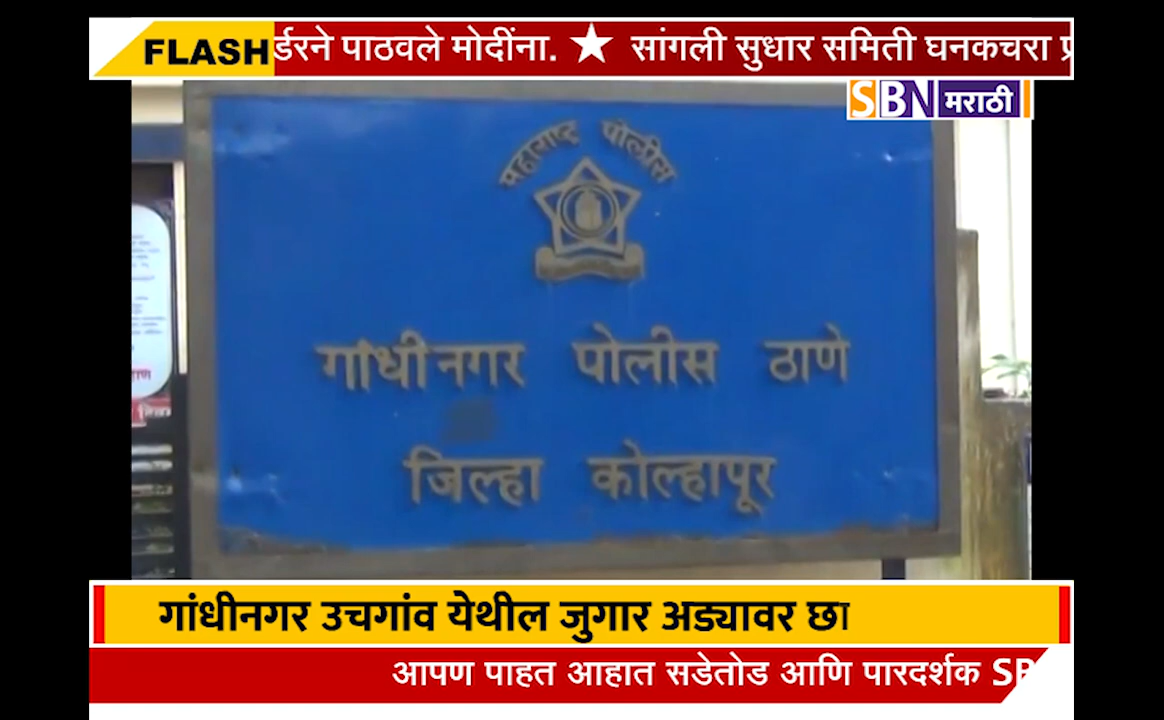 FLASH र्डरने पाठवले मोदींना. ★ सांगली सुधार समिती घनकचरा
SBN मराठी
महाराष्ट्र पोलीस
गांधीनगर पोलीस ठाणे
जिल्हा कोल्हापूर
गांधीनगर उचगांव येथील जुगार अड्यावर छा
आपण पाहत आहात सडेतोड आणि पारदर्शक SB